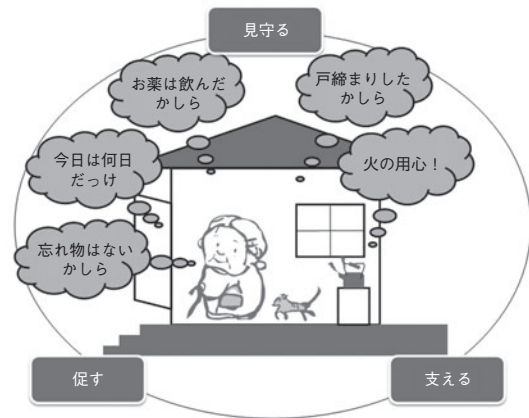 見守る
お薬は飲んだ
かしら
戸締まりした
かしら
今日は何日
だっけ
火の用心！
忘れ物はない
かしら
促す
支える